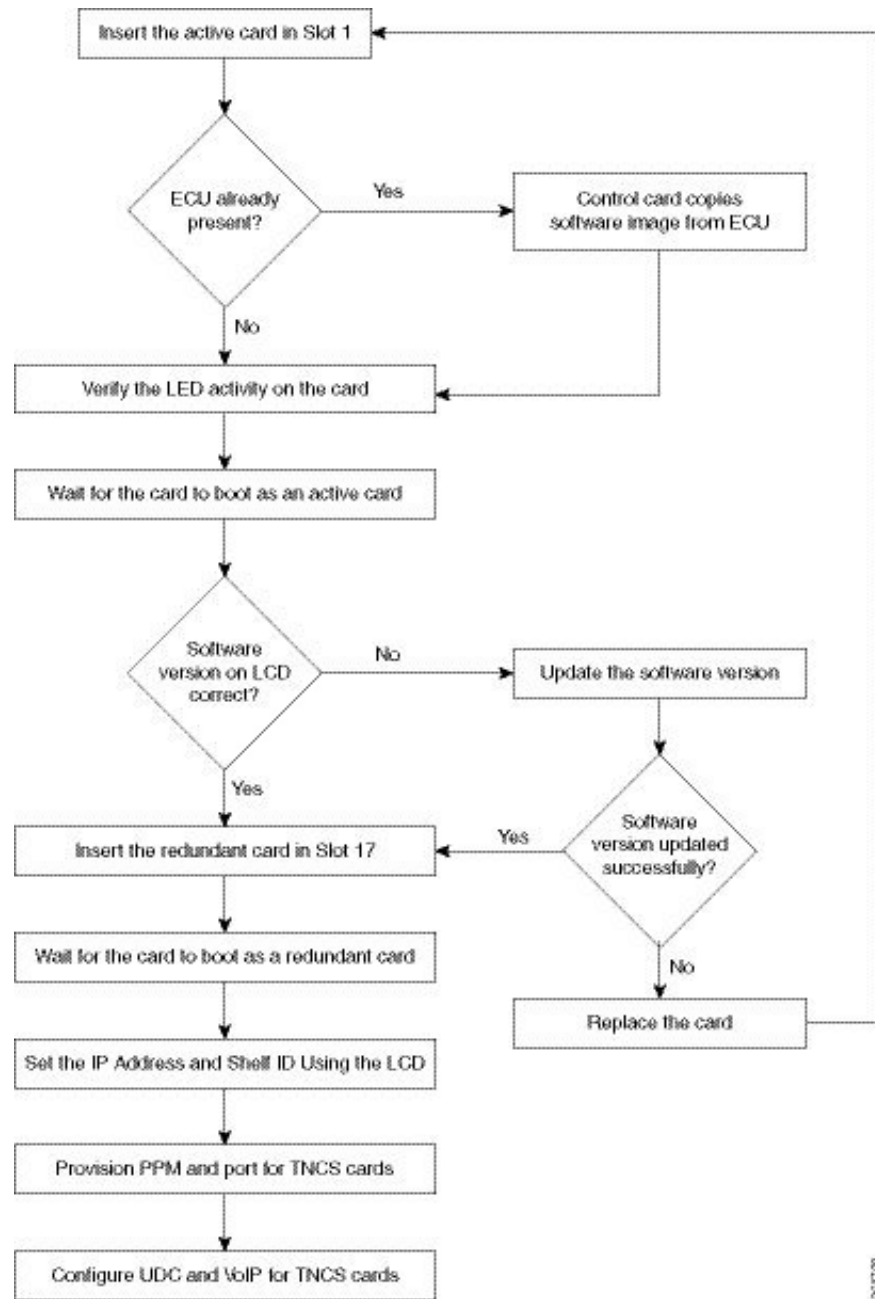 Insert the active card in Slot 1
ECU already
present?
Yes
Control card copies
software image from ECU
No
Verify the LED activity on the card
Wait for the card to boot as an active card
Software
version on LCD
correct?
No
Update the software version
Yes
Insert the redundant card in Slot 17
Yes
Software
version updated
successfully?
Wait for the card to boot as a redundant card
No
Replace the card
Set the IP Address and Shelf ID Using the LCD
Provision PPM and port for TNCS cards
Configure UDC and VoIP for TNCS cards